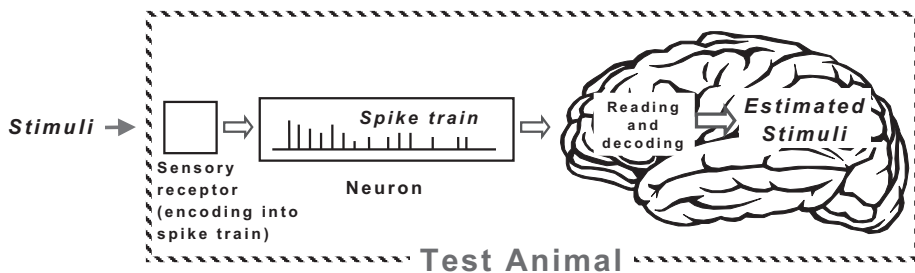 Stimuli
Sensory
receptor
(encoding into
spike train)
Spike train
Neuron
Reading
and
decoding
Estimated
Stimuli
Test Animal